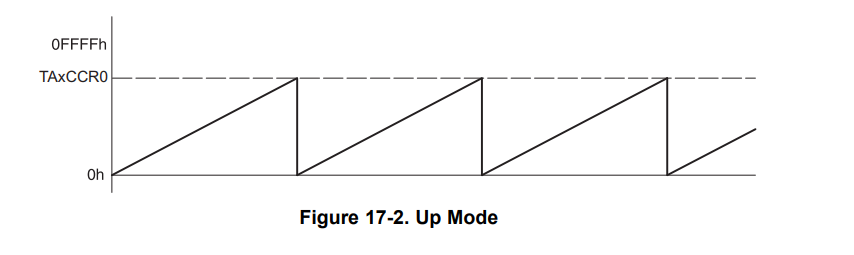 0FFFFh
TAxCCR0
0h
Figure 17-2. Up Mode